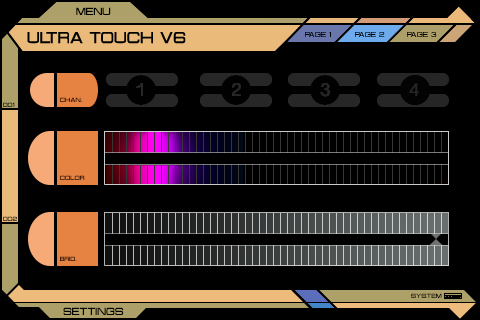 MENU
ULTRA TOUCH V6
PAGE 1
PAGE 2
PAGE 3
CHAN.
1
2
3
4
001
COLOR
002
BRID.
SYSTEM
SETTINGS